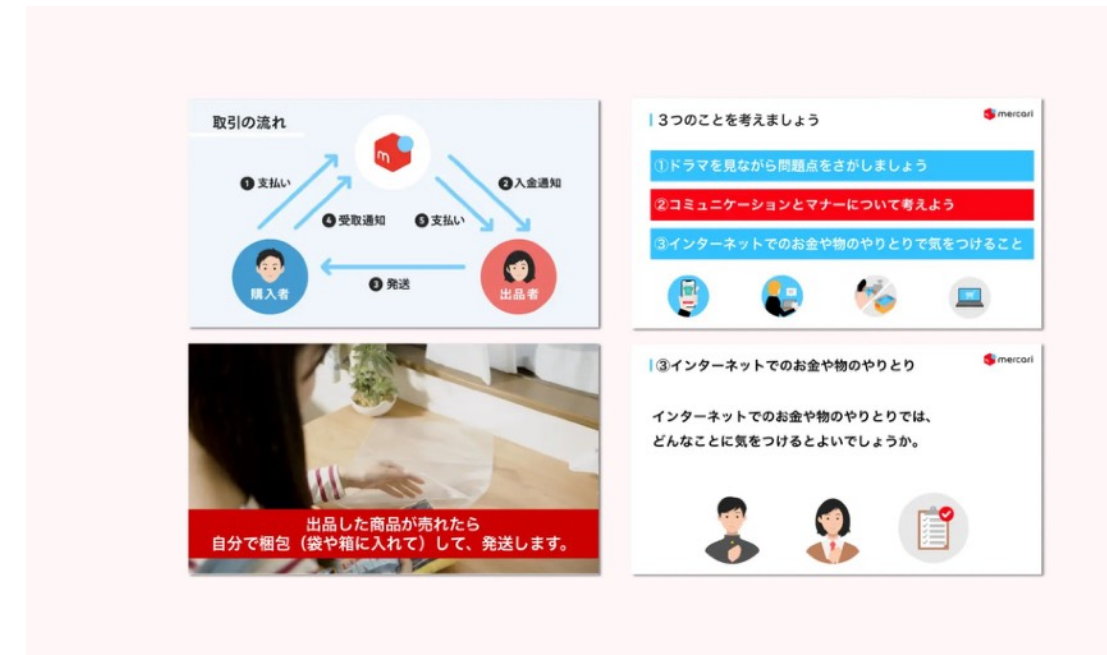 取引の流れ
m
❶支払い
❷入金通知
❹受取通知
❺支払い
❸発送
購入者
出品者
3つのことを考えましょう
mercari
①ドラマを見ながら問題点をさがしましょう
②コミュニケーションとマナーについて考えよう
③インターネットでのお金や物のやりとりで気をつけること
出品した商品が売れたら
自分で梱包（袋や箱に入れて）して、発送します。
③インターネットでのお金や物のやりとり
mercari
インターネットでのお金や物のやりとりでは、
どんなことに気をつけるとよいでしょうか。